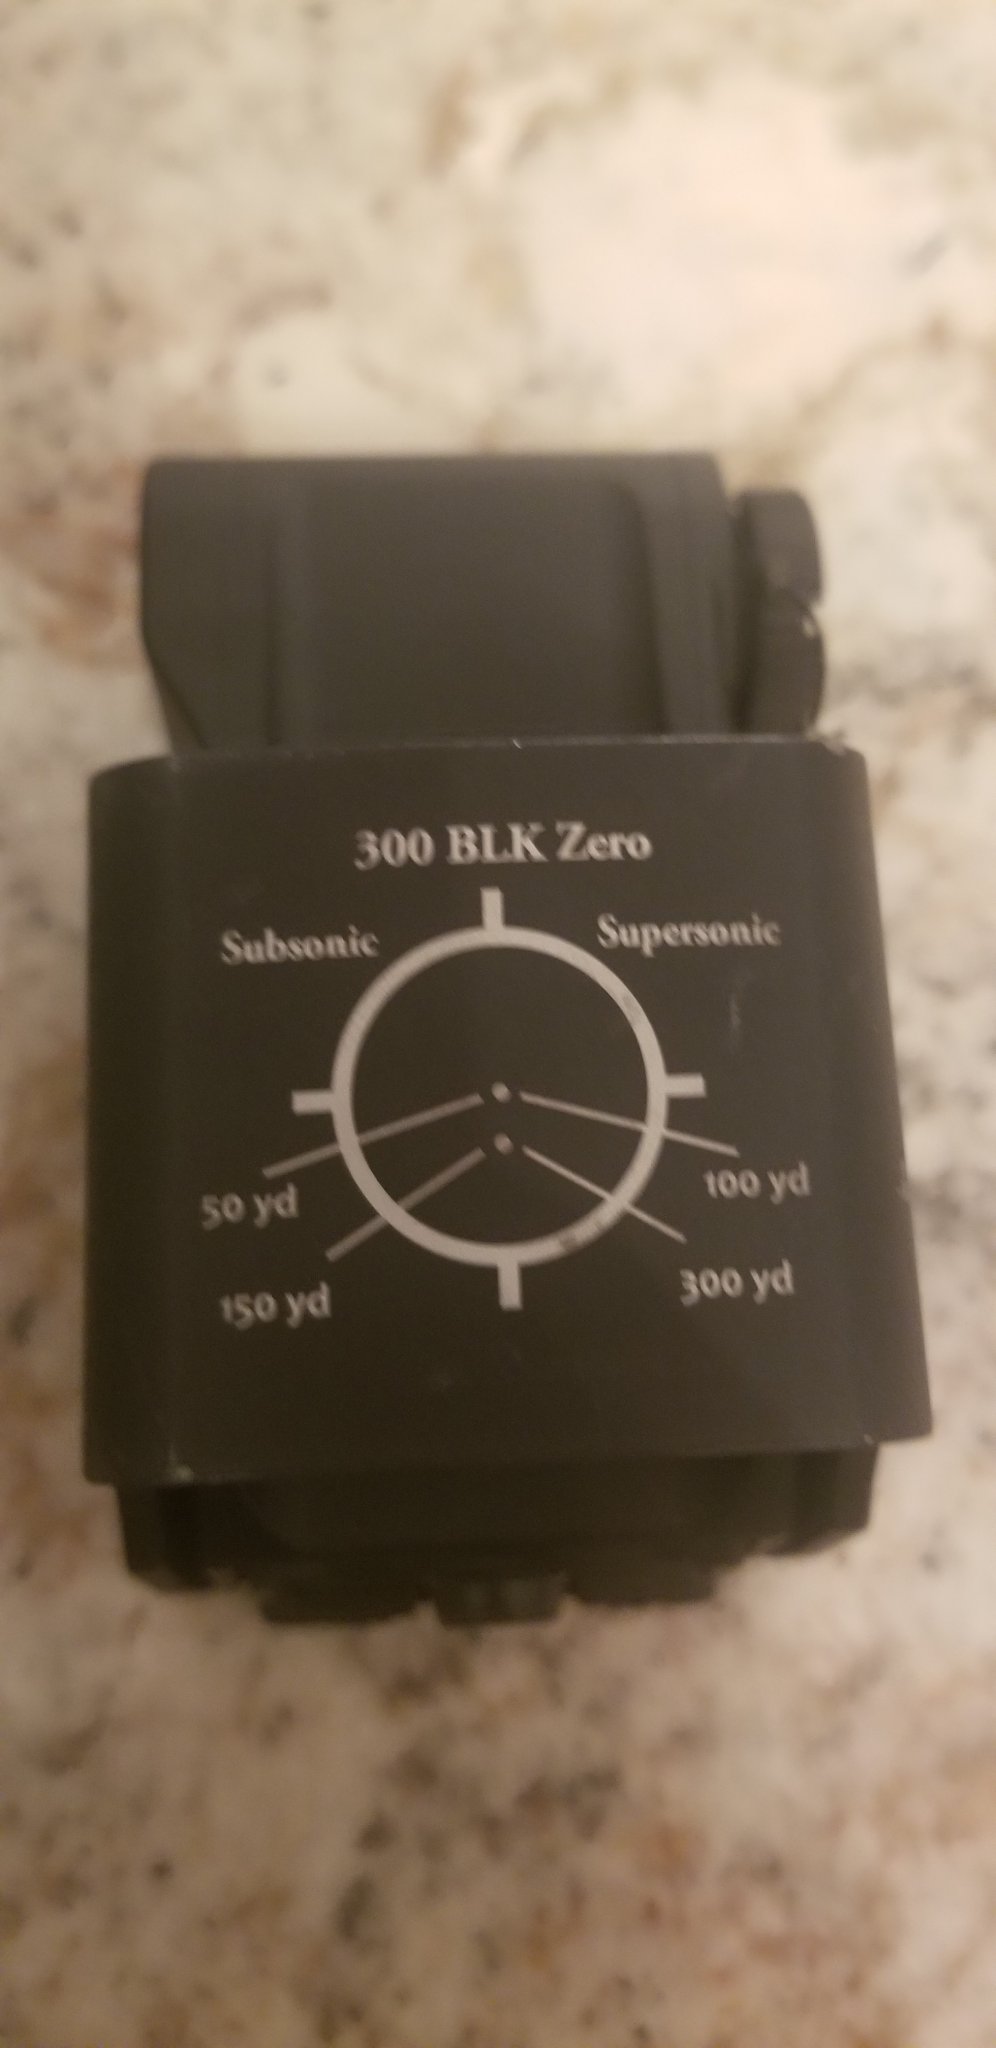 300 BLK Zero
Subsonic
Supersonic
50 yd
100 yd
150 yd
300 yd